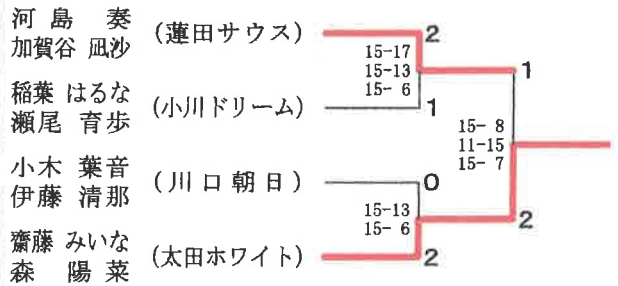 河島 奏
加賀谷 凪沙
(蓮田サウス)
稲葉 はるな
瀬尾 育歩
(小川ドリーム)
小木 葉音
伊藤 清那
(川口朝日)
齋藤 みいな
森 陽菜
(太田ホワイト)
2
15-17
15-13
15- 6
1
0
15-13
15- 6
2
1
15- 8
11-15
15- 7
2